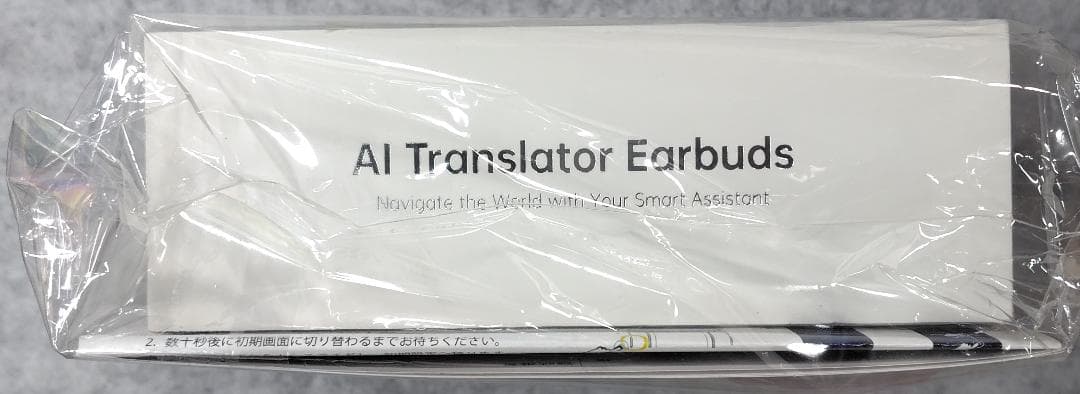 AI Translator Earbuds
Navigate the World with Your Smart Assistant
2. 数十秒後に初期画面に切り替わるまでお待ちください。